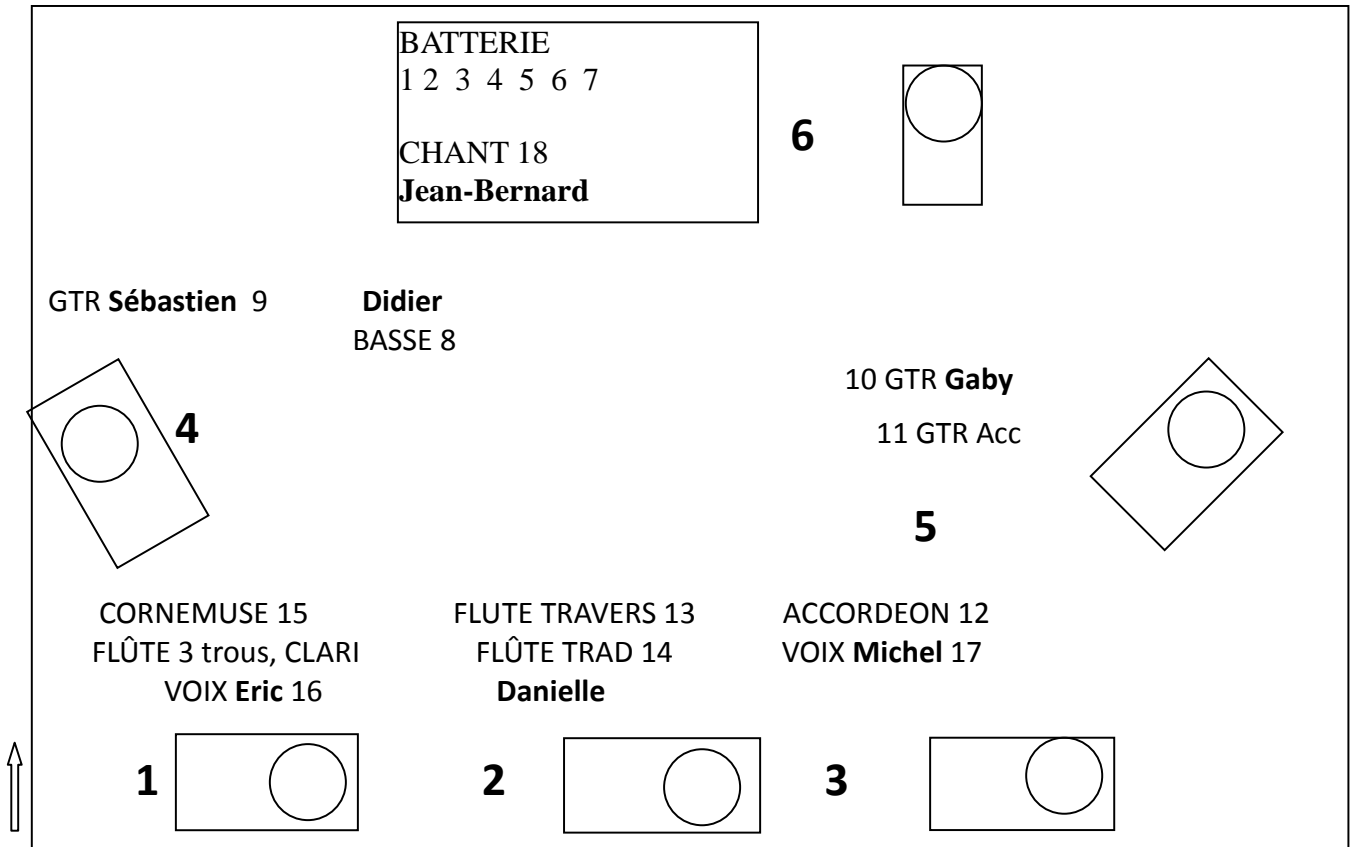 BATTERIE
1 2 3 4 5 6 7
CHANT 18
Jean-Bernard
6
GTR Sébastien 9
Didier
BASSE 8
10 GTR Gaby
11 GTR Acc
4
5
CORNEMUSE 15
FLÛTE 3 trous, CLARI
VOIX Eric 16
FLUTE TRAVERS 13
FLÛTE TRAD 14
Danielle
ACCORDEON 12
VOIX Michel 17
1
2
3